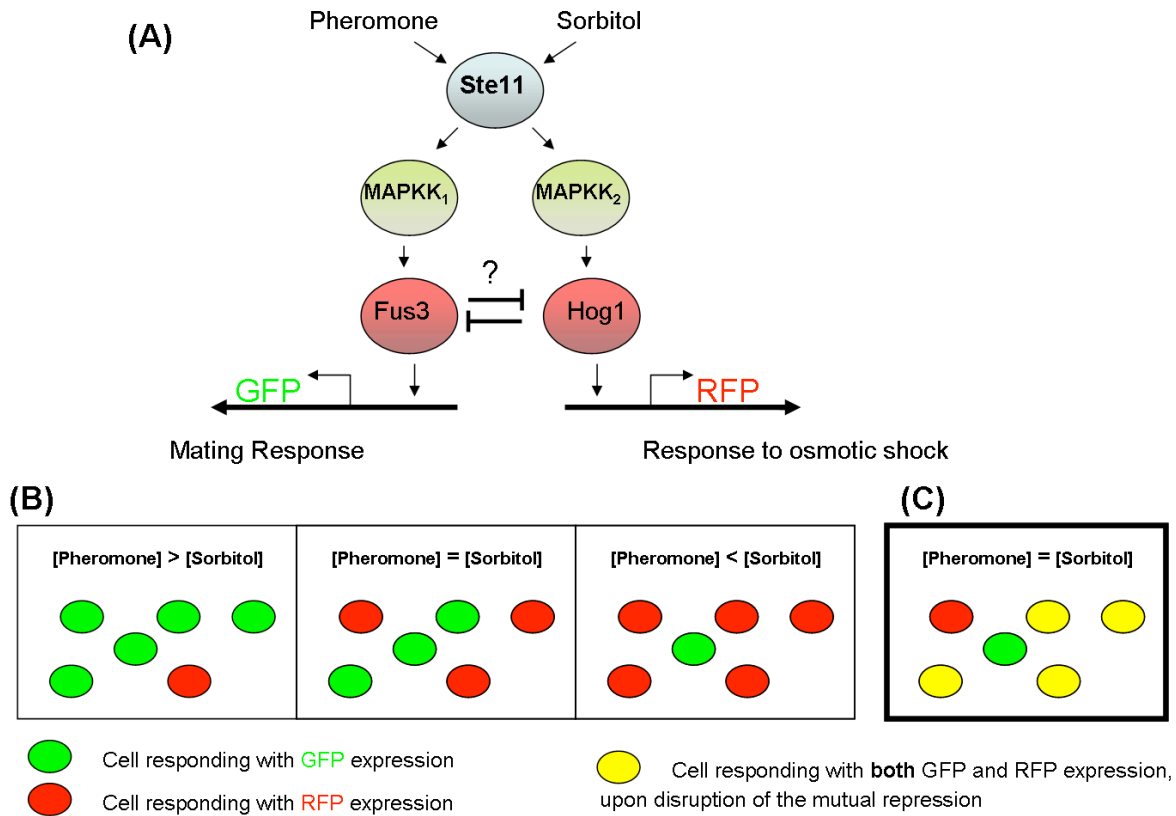 (A)
Pheromone Sorbitol
Ste11
MAPKK1 MAPKK2
?
Fus3 Hog1
GFP RFP
Mating Response Response to osmotic shock
(B) (C)
[Pheromone] > [Sorbitol] [Pheromone] = [Sorbitol] [Pheromone] < [Sorbitol] [Pheromone] = [Sorbitol]
Cell responding with GFP expression
Cell responding with RFP expression
Cell responding with both GFP and RFP expression,
upon disruption of the mutual repression